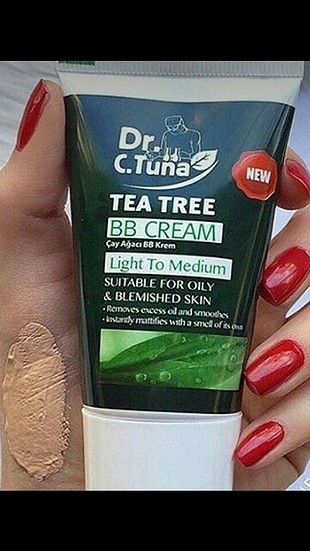 Dr.
C.Tuna
NEW
TEA TREE
BB CREAM
Çay Ağacı BB Krem
Light To Medium
SUITABLE FOR OILY
& BLEMISHED SKIN
• Removes excess oil and smoothes
• Instantly mattifies with a smell of its own